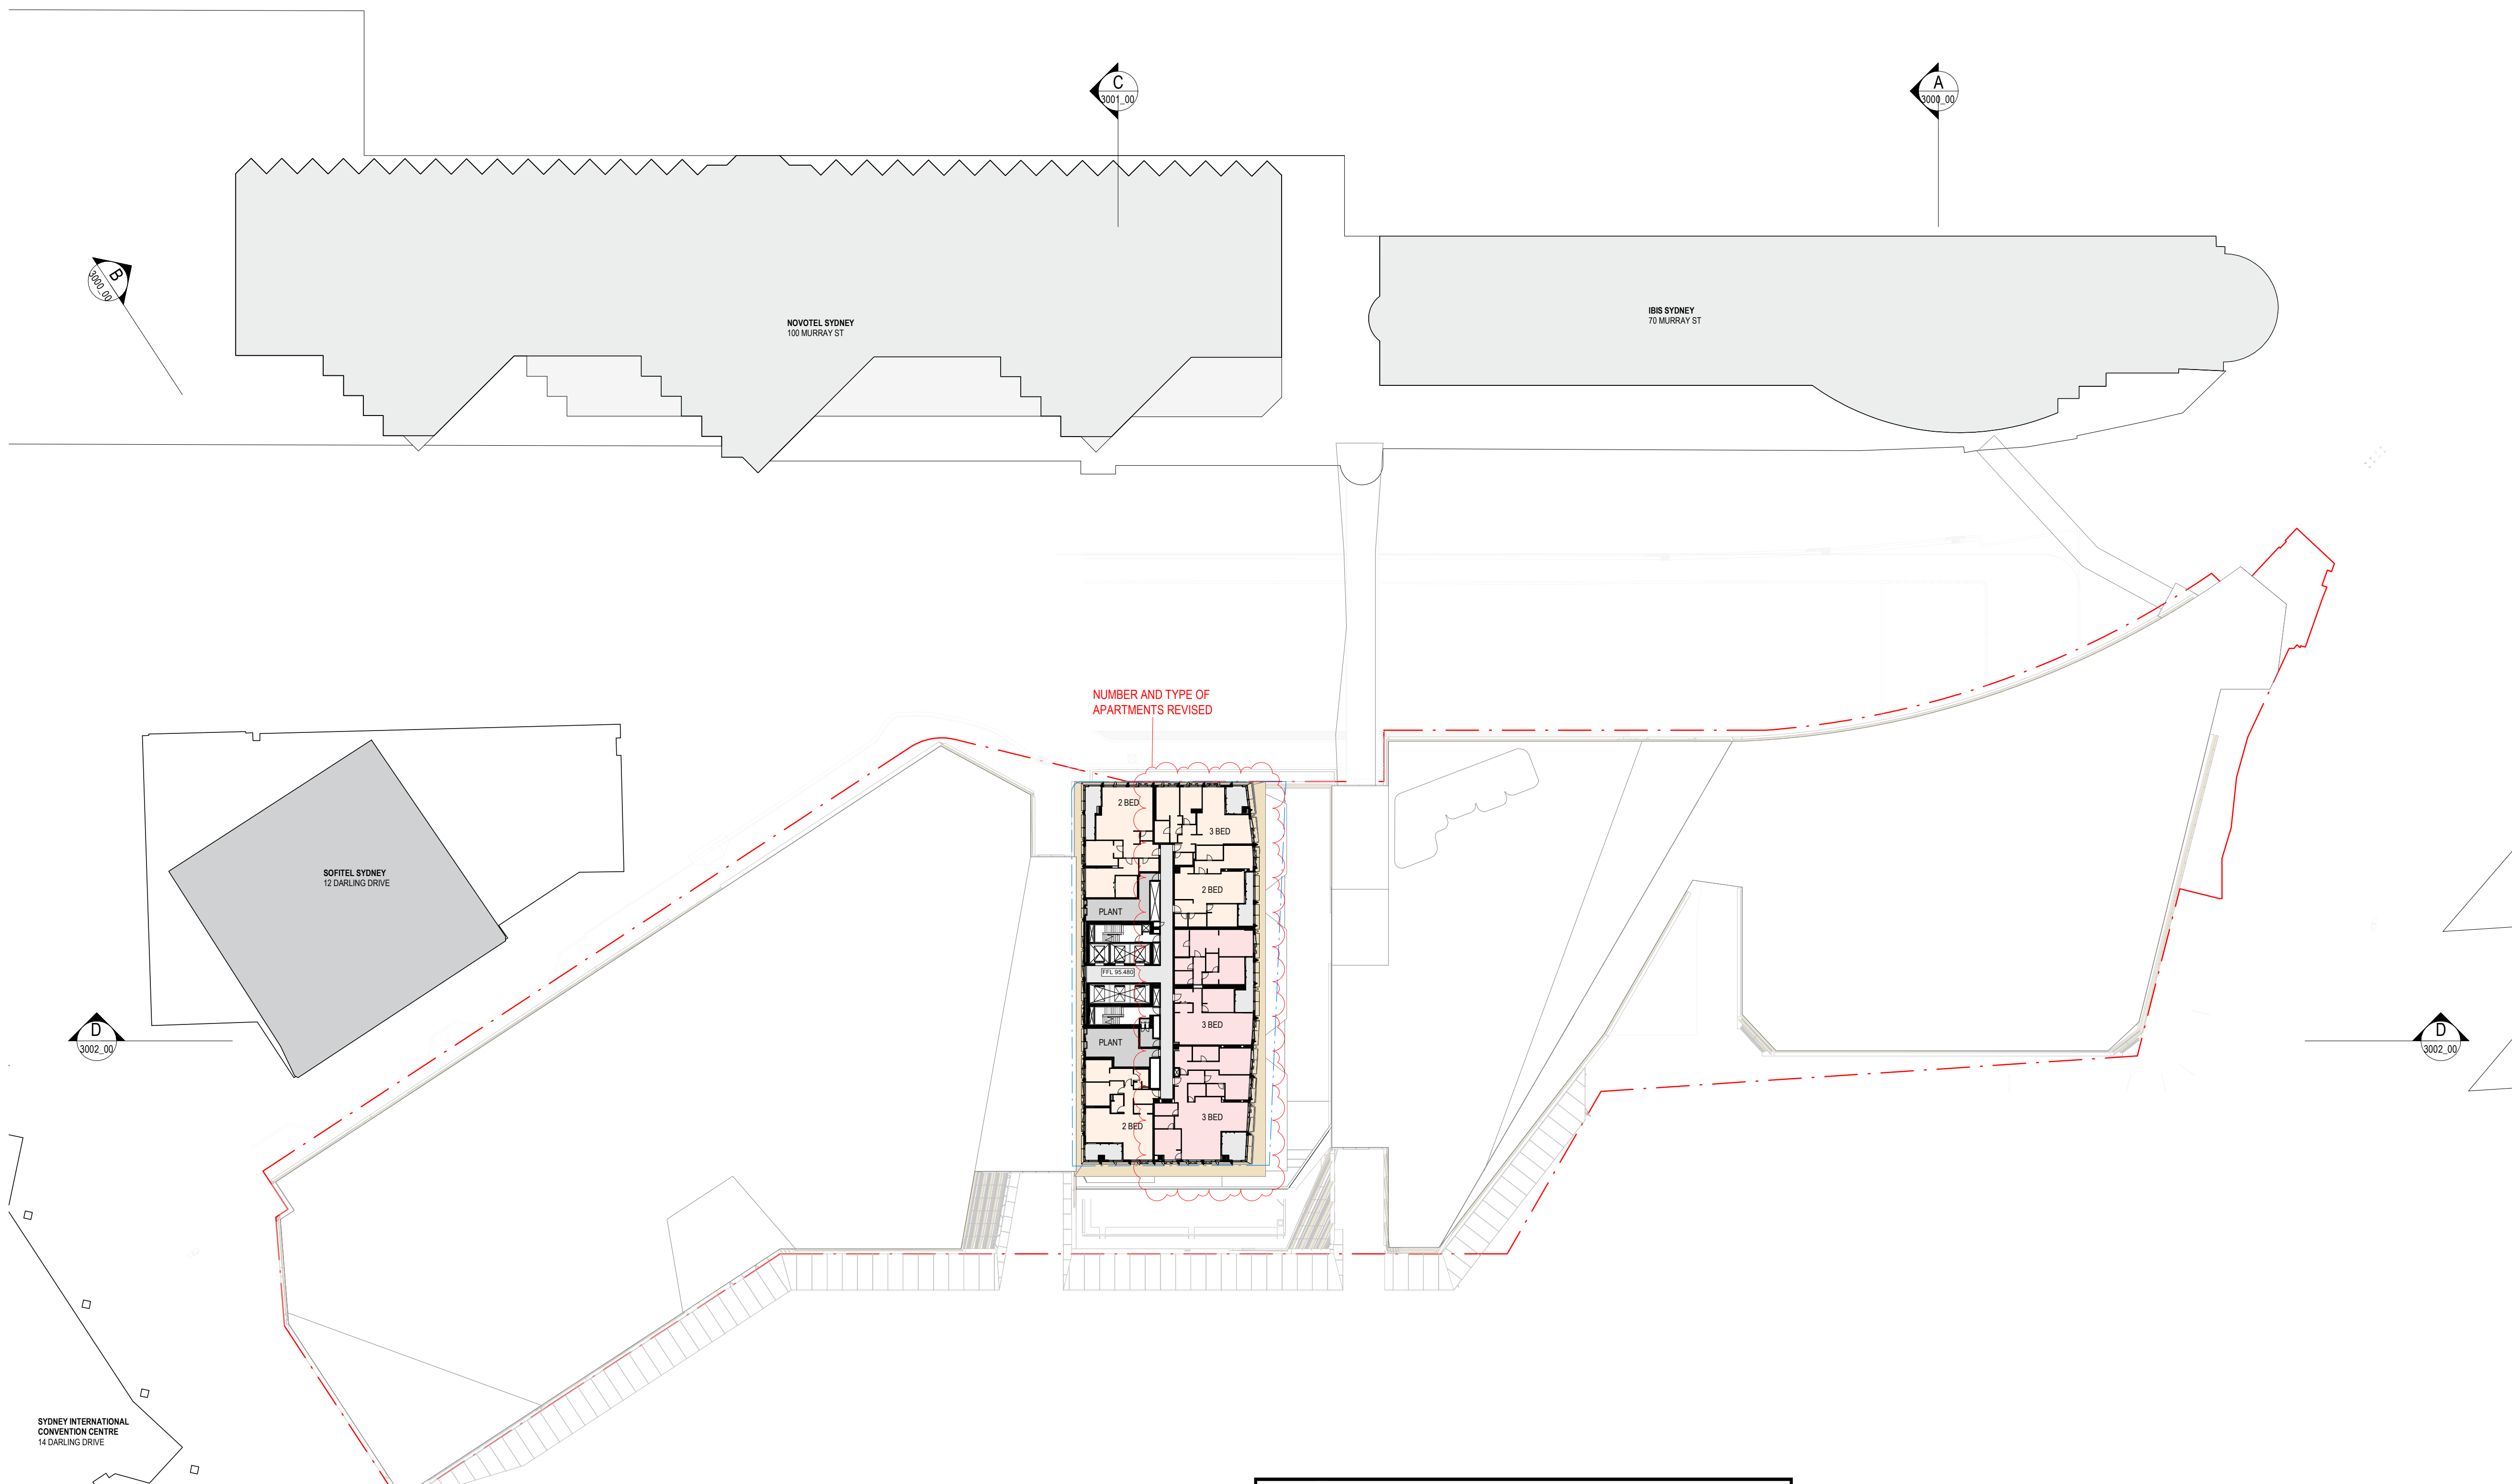 C
3001_00
A
3000_00
B
3000_00
NOVOTEL SYDNEY
100 MURRAY ST
IBIS SYDNEY
70 MURRAY ST
NUMBER AND TYPE OF
APARTMENTS REVISED
2 BED
3 BED
SOFITEL SYDNEY
12 DARLING DRIVE
2 BED
PLANT
FFL 95.480
3 BED
D
3002_00
PLANT
D
3002_00
3 BED
2 BED
SYDNEY INTERNATIONAL
CONVENTION CENTRE
14 DARLING DRIVE